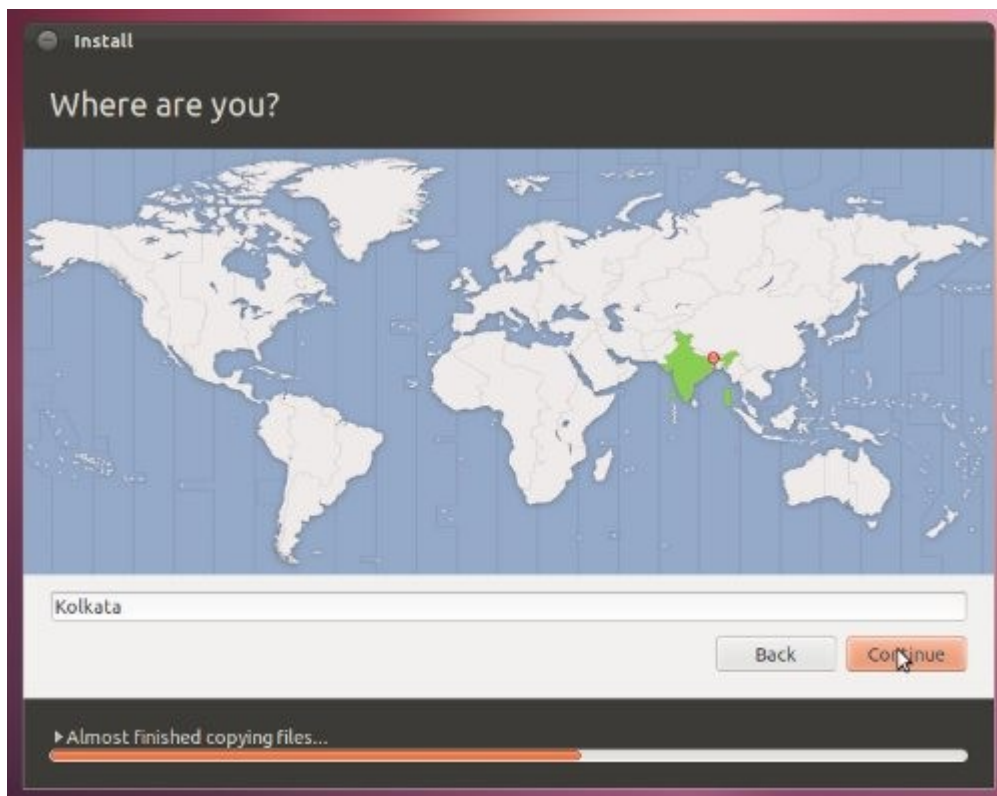 Install
Where are you?
Kolkata
Back
Continue
Almost finished copying files...